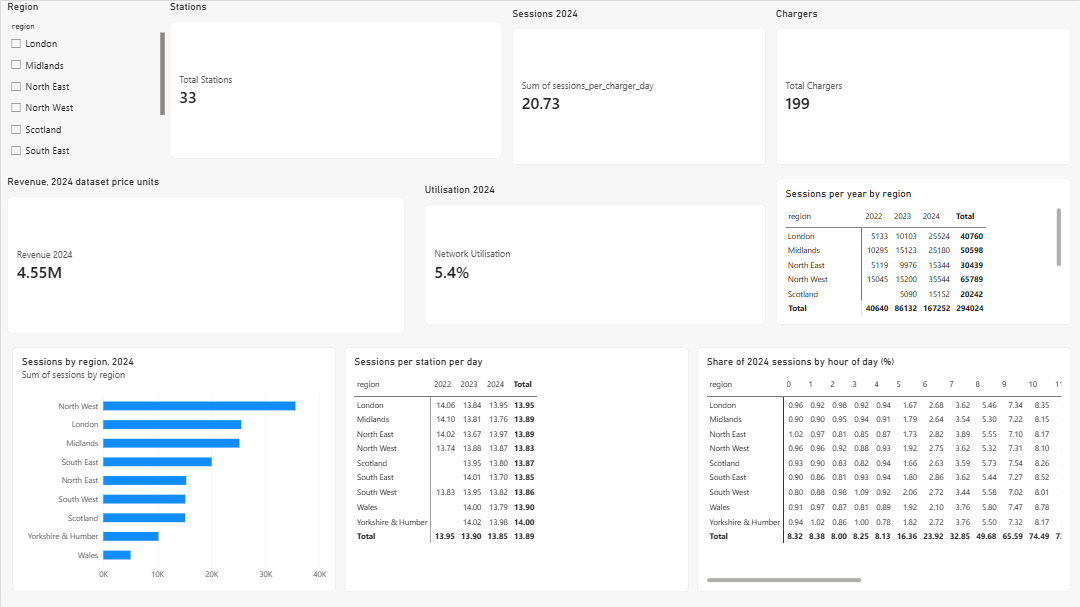 Region
region
London
Midlands
North East
North West
Scotland
South East
Stations
Total Stations
33
Sessions 2024
Sum of sessions_per_charger_day
20.73
Chargers
Total Chargers
199
Revenue, 2024 dataset price units
Revenue 2024
4.55M
Utilisation 2024
Network Utilisation
5.4%
Sessions per year by region
region 2022 2023 2024 Total
London 5133 10103 25524 40760
Midlands 10295 15123 25180 50598
North East 5119 9976 15344 30439
North West 15045 15200 35544 65789
Scotland 5090 15152 20242
Total 40640 86132 167252 294024
Sessions by region, 2024
Sum of sessions by region
North West
London
Midlands
South East
North East
South West
Scotland
Yorkshire & Humber
Wales
0K 10K 20K 30K 40K
Sessions per station per day
region 2022 2023 2024 Total
London 14.06 13.84 13.95 13.95
Midlands 14.10 13.81 13.76 13.89
North East 14.02 13.67 13.97 13.89
North West 13.74 13.88 13.87 13.83
Scotland 13.95 13.80 13.87
South East 14.01 13.70 13.85
South West 13.83 13.95 13.82 13.86
Wales 14.00 13.79 13.90
Yorkshire & Humber 14.02 13.98 14.00
Total 13.95 13.90 13.85 13.89
Share of 2024 sessions by hour of day (%)
region 0 1 2 3 4 5 6 7 8 9 10 11
London 0.96 0.92 0.98 0.92 0.94 1.67 2.68 3.62 5.46 7.34 8.35
Midlands 0.90 0.90 0.95 0.94 0.91 1.79 2.64 3.54 5.30 7.22 8.15
North East 1.02 0.97 0.81 0.85 0.87 1.73 2.82 3.89 5.55 7.10 8.17
North West 0.96 0.96 0.92 0.88 0.93 1.92 2.75 3.62 5.32 7.31 8.10
Scotland 0.93 0.90 0.83 0.82 0.94 1.66 2.63 3.59 5.73 7.54 8.26
South East 0.90 0.86 0.81 0.93 0.94 1.80 2.86 3.62 5.44 7.27 8.52
South West 0.80 0.88 0.98 1.09 0.92 2.06 2.72 3.44 5.58 7.02 8.01
Wales 0.91 0.97 0.87 0.81 0.89 1.92 2.10 3.76 5.80 7.47 8.78
Yorkshire & Humber 0.94 1.02 0.86 1.00 0.78 1.82 2.72 3.76 5.50 7.32 8.17
Total 8.32 8.38 8.00 8.25 8.13 16.36 23.92 32.85 49.68 65.59 74.49